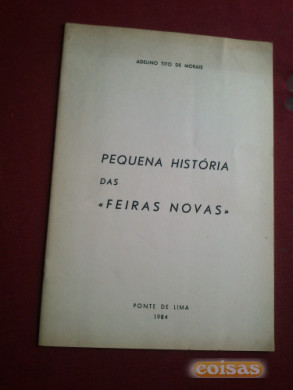 ADELINO TITO DE MORAIS
PEQUENA HISTÓRIA
DAS
«FEIRAS NOVAS»
PONTE DE LIMA
1984
coisas